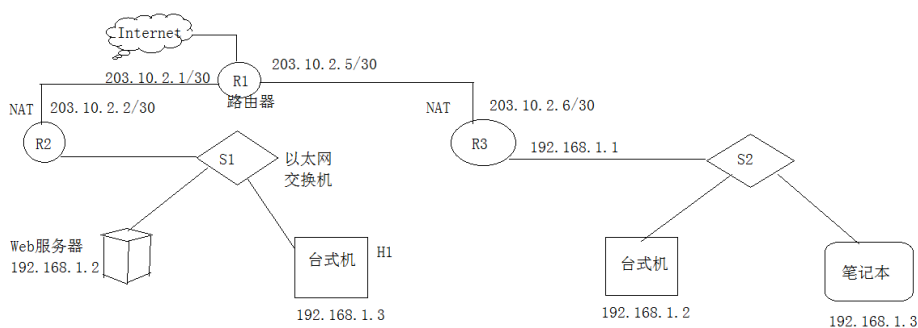 Internet
203.10.2.1/30
R1
203.10.2.5/30
路由器
NAT
203.10.2.2/30
NAT
203.10.2.6/30
R2
S1
以太网
交换机
R3
192.168.1.1
S2
Web服务器
192.168.1.2
台式机
H1
192.168.1.3
台式机
192.168.1.2
笔记本
192.168.1.3